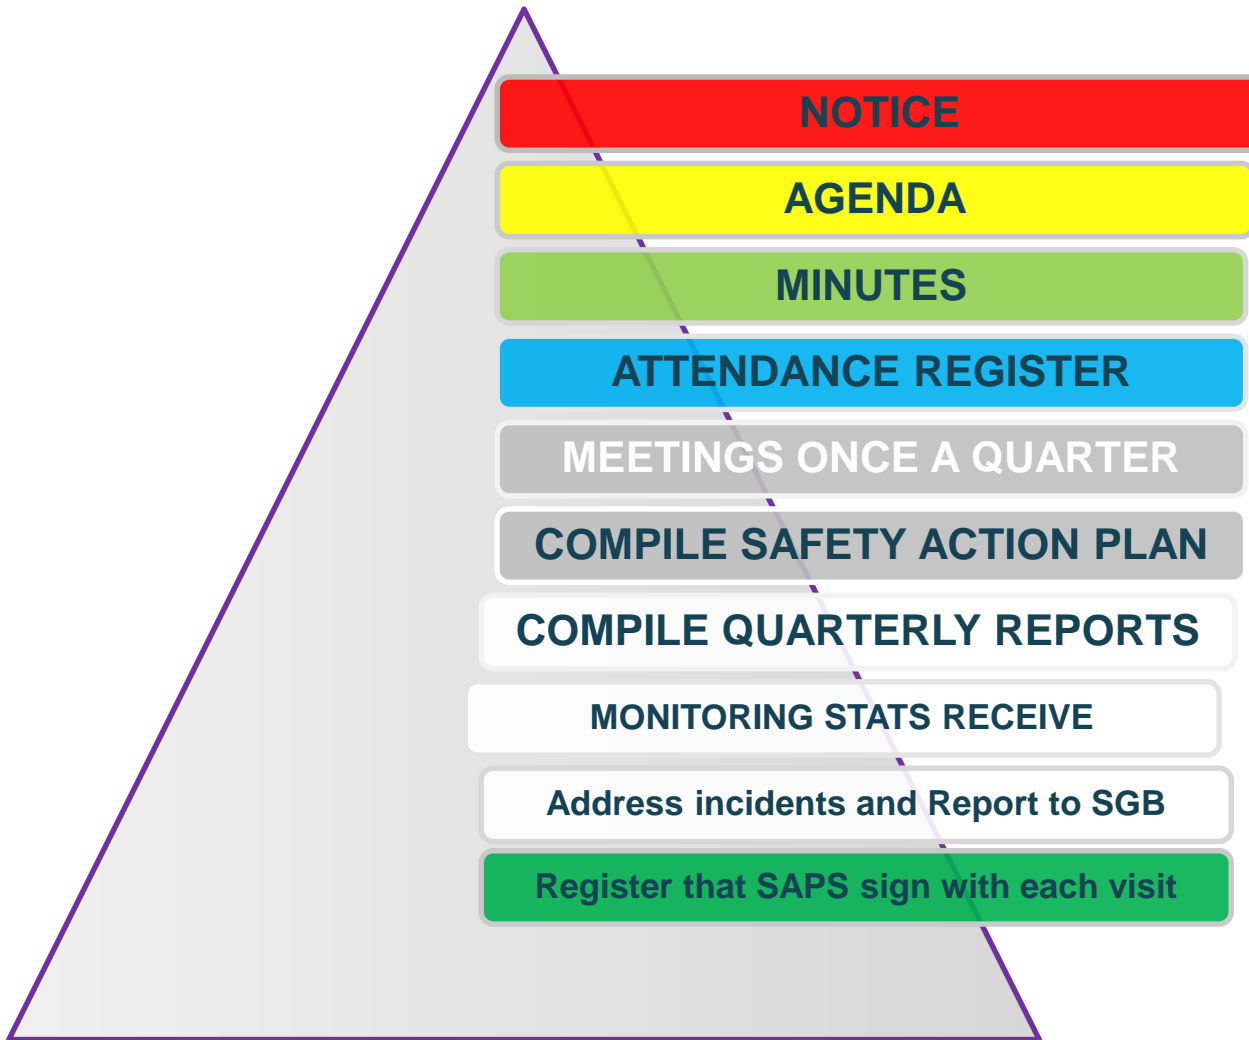 NOTICE
AGENDA
MINUTES
ATTENDANCE REGISTER
MEETINGS ONCE A QUARTER
COMPILE SAFETY ACTION PLAN
COMPILE QUARTERLY REPORTS
MONITORING STATS RECEIVE
Address incidents and Report to SGB
Register that SAPS sign with each visit